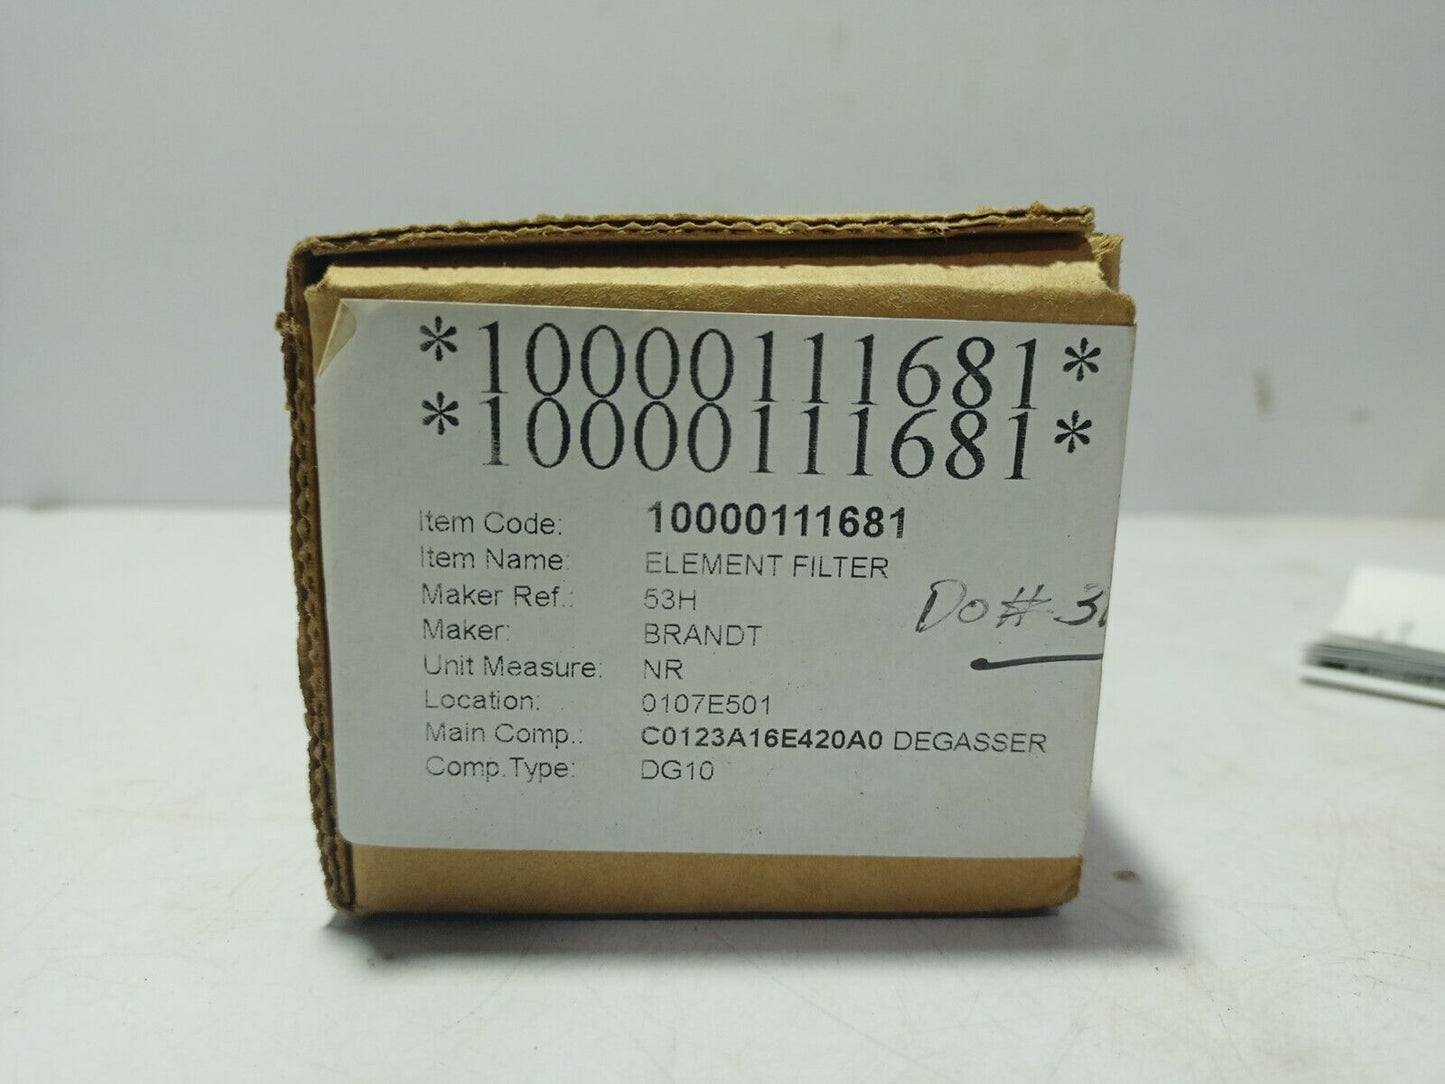 *10000111681*
*10000111681*
Item Code: 10000111681
Item Name: ELEMENT FILTER
Maker Ref.: 53H
Do#
Maker: BRANDT
Unit Measure: NR
Location: 0107E501
Main Comp.: C0123A16E420A0 DEGASSER
Comp.Type: DG10